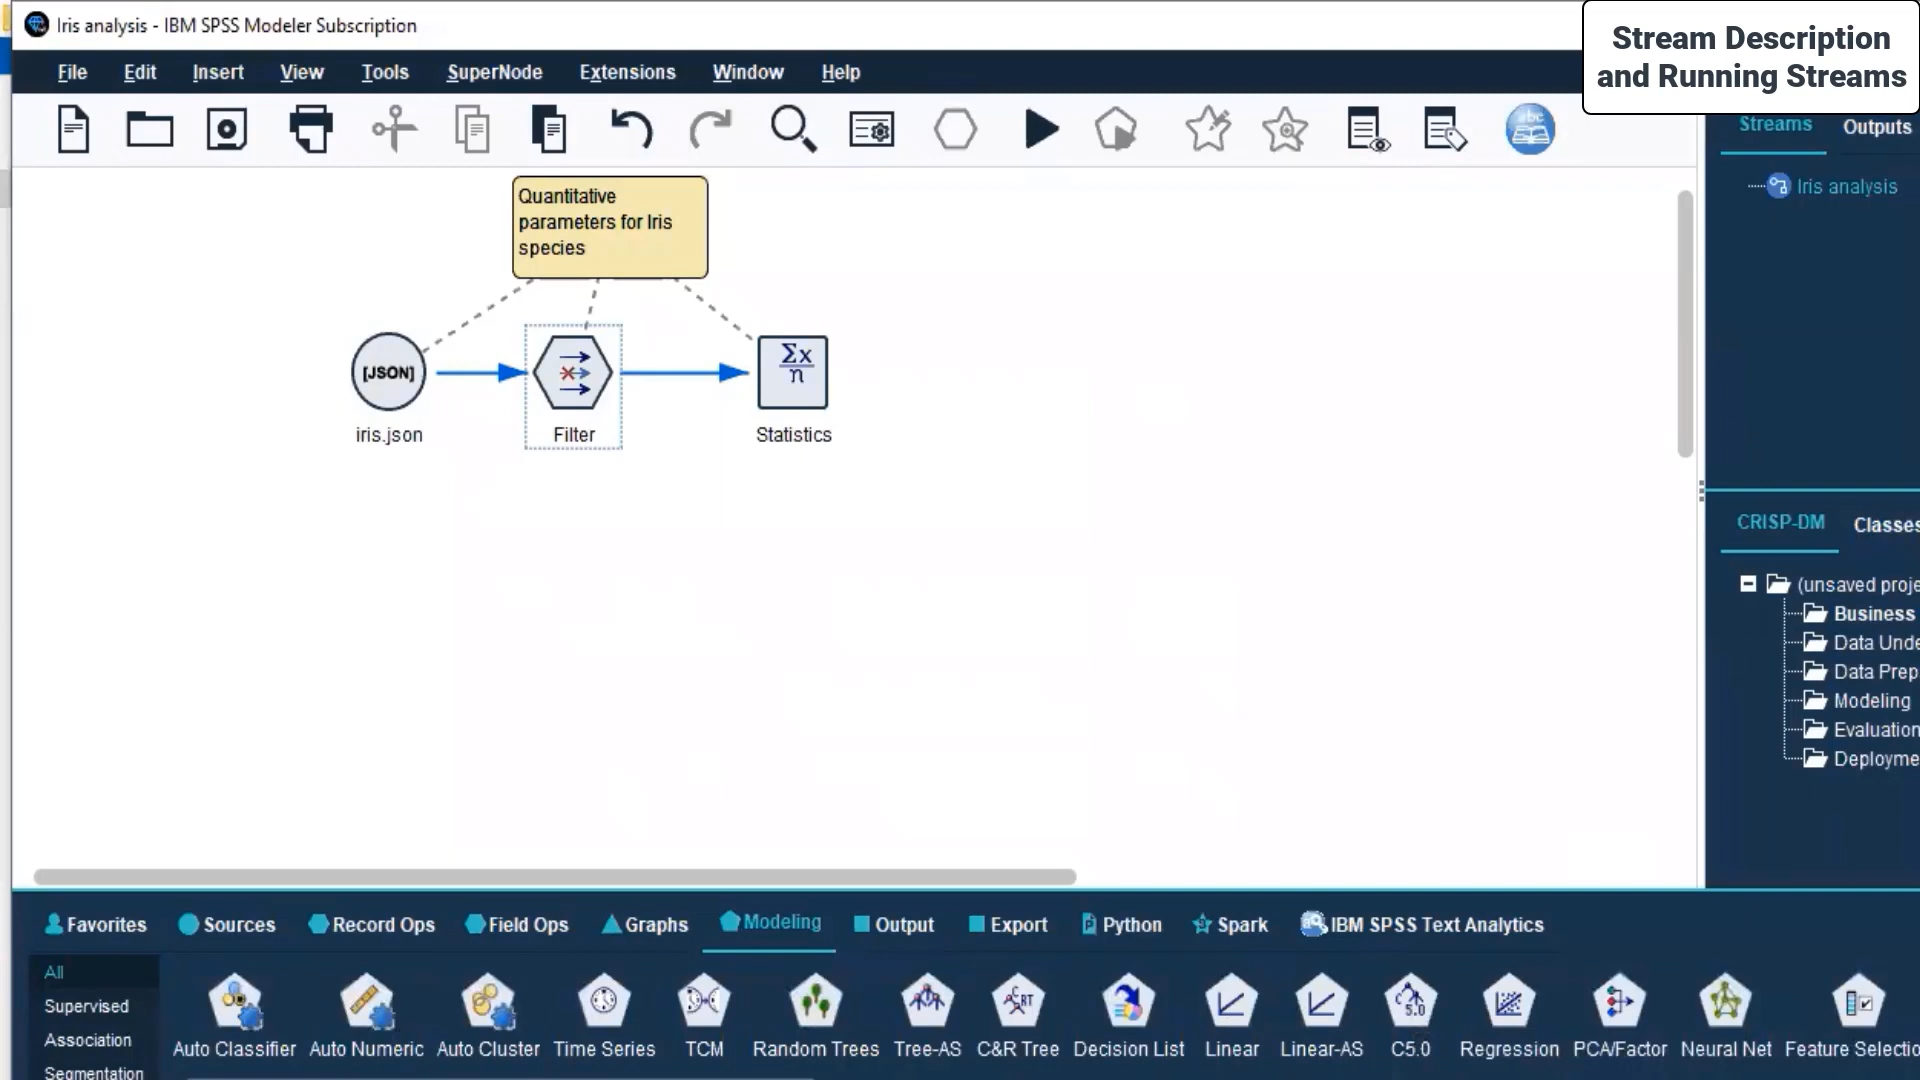 Iris analysis - IBM SPSS Modeler Subscription
Stream Description
and Running Streams
File Edit Insert View Tools SuperNode Extensions Window Help
abc
Streams Outputs
Iris analysis
Quantitative
parameters for Iris
species
[JSON]
Σx
n
iris.json Filter Statistics
CRISP-DM Classes
(unsaved proje
Business
Data Unde
Data Prep
Modeling
Evaluation
Deployme
Favorites Sources Record Ops Field Ops Graphs Modeling Output Export Python Spark IBM SPSS Text Analytics
All
Supervised
Association
Segmentation
C RT
C 5.0
Auto Classifier Auto Numeric Auto Cluster Time Series TCM Random Trees Tree-AS C&R Tree Decision List Linear Linear-AS C5.0 Regression PCA/Factor Neural Net Feature Selectio